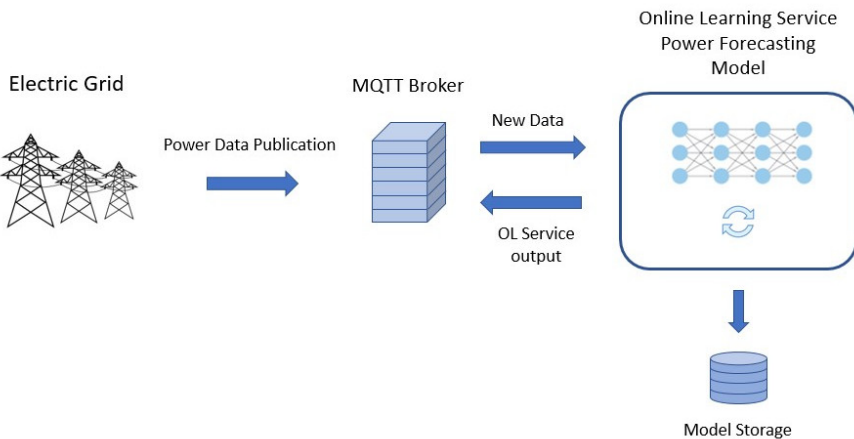 Electric Grid
Power Data Publication
MQTT Broker
New Data
OL Service
output
Online Learning Service
Power Forecasting
Model
Model Storage